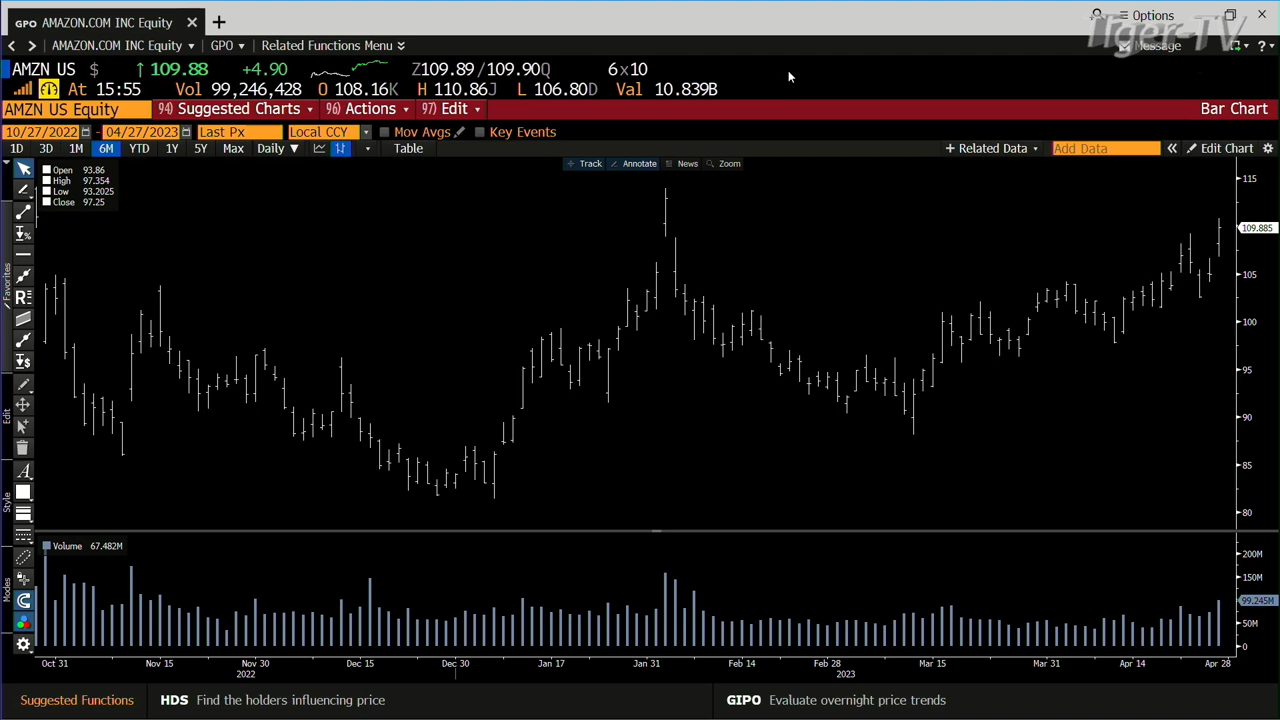 GPO AMAZON.COM INC Equity
Options
AMAZON.COM INC Equity GPO Related Functions Menu Message
Tiger-TV
AMZN US $ ↑ 109.88 +4.90 Z109.89/109.90Q 6x10
At 15:55 Vol 99,246,428 O 108.16K H 110.86J L 106.80D Val 10.839B
AMZN US Equity 94) Suggested Charts 96) Actions 97) Edit Bar Chart
10/27/2022 - 04/27/2023 Last Px Local CCY Mov Avgs Key Events
1D 3D 1M 6M YTD 1Y 5Y Max Daily ▼ Table + Related Data Add Data « Edit Chart
Track Annotate News Zoom
Open 93.86
High 97.354
Low 93.2025
Close 97.25
115
109.885
105
100
95
90
85
80
Favorites
Edit
Style
Modes
Volume 67.482M
200M
150M
99.245M
50M
0
Oct 31 Nov 15 Nov 30 Dec 15 Dec 30 Jan 17 Jan 31 Feb 14 Feb 28 Mar 15 Mar 31 Apr 14 Apr 28
2022 2023
Suggested Functions HDS Find the holders influencing price GIPO Evaluate overnight price trends